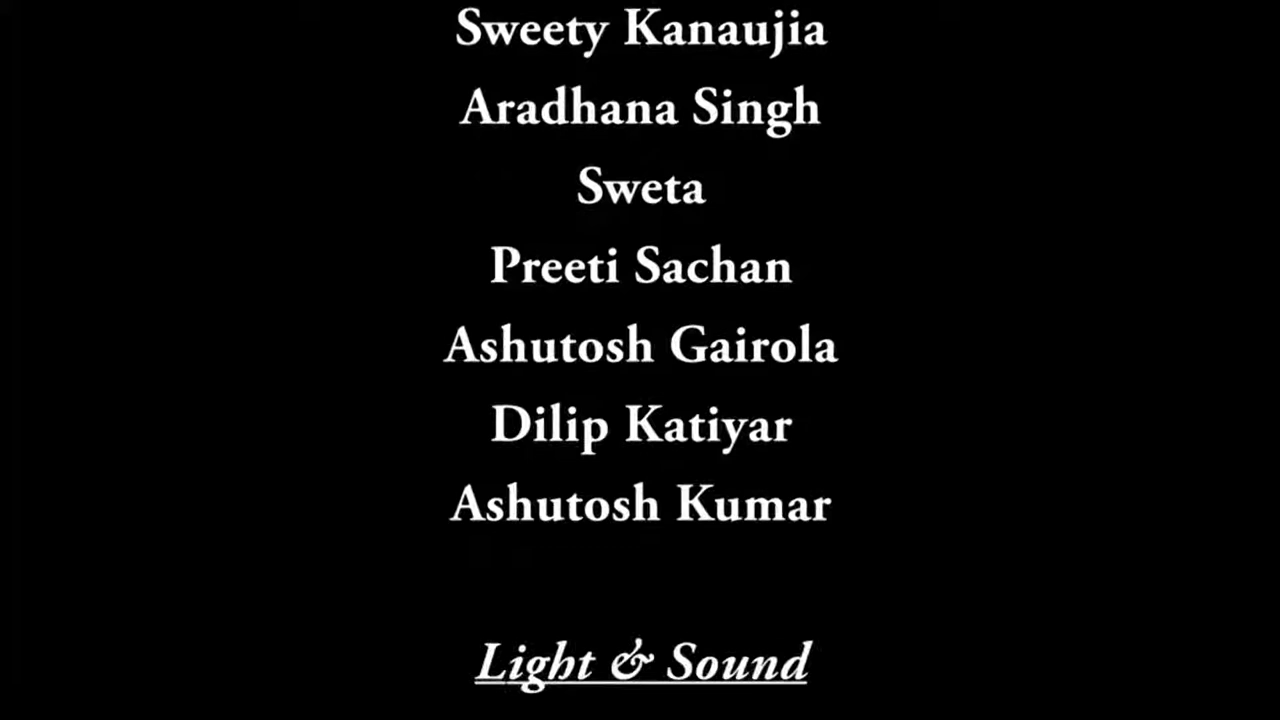 Sweety Kanaujia
Aradhana Singh
Sweta
Preeti Sachan
Ashutosh Gairola
Dilip Katiyar
Ashutosh Kumar
Light & Sound